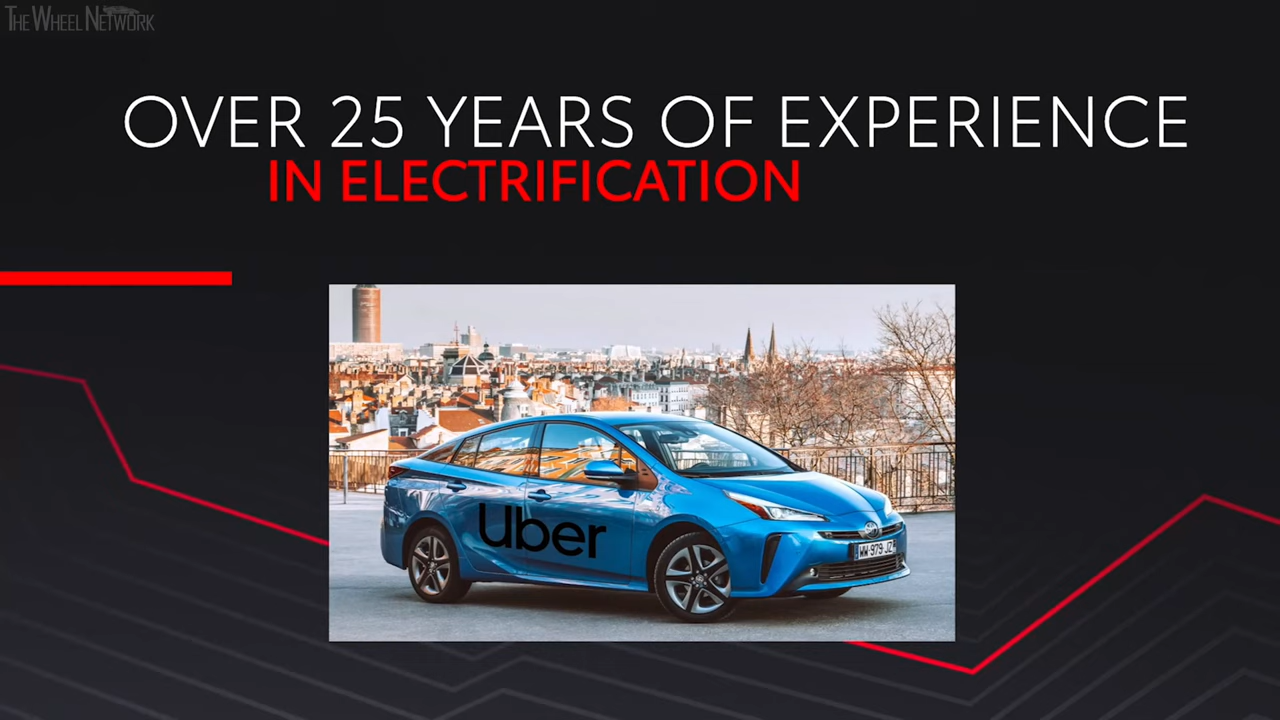 THE WHEEL NETWORK
OVER 25 YEARS OF EXPERIENCE
IN ELECTRIFICATION
Uber
WW-979-JZ